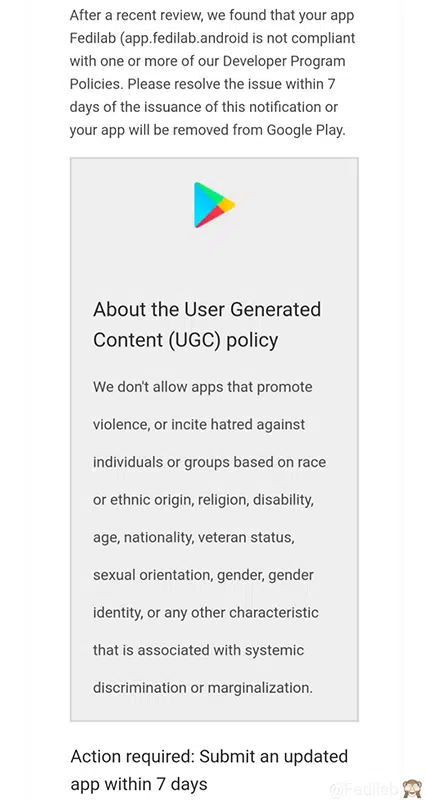 After a recent review, we found that your app
Fedilab (app.fedilab.android is not compliant
with one or more of our Developer Program
Policies. Please resolve the issue within 7
days of the issuance of this notification or
your app will be removed from Google Play.
About the User Generated
Content (UGC) policy
We don't allow apps that promote
violence, or incite hatred against
individuals or groups based on race
or ethnic origin, religion, disability,
age, nationality, veteran status,
sexual orientation, gender, gender
identity, or any other characteristic
that is associated with systemic
discrimination or marginalization.
Action required: Submit an updated
app within 7 days
@Fedilab